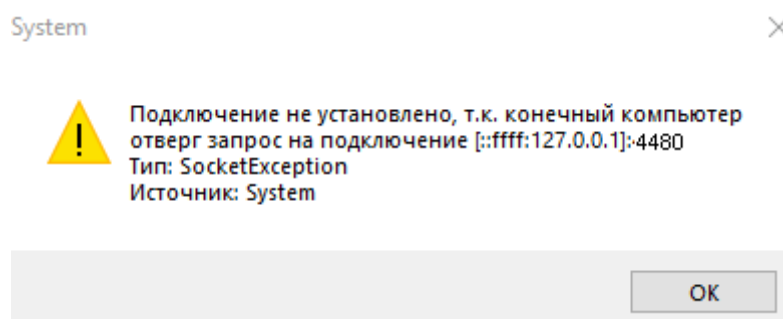 System
Подключение не установлено, т.к. конечный компьютер
отверг запрос на подключение [::ffff:127.0.0.1]:4480
Тип: SocketException
Источник: System
ОК